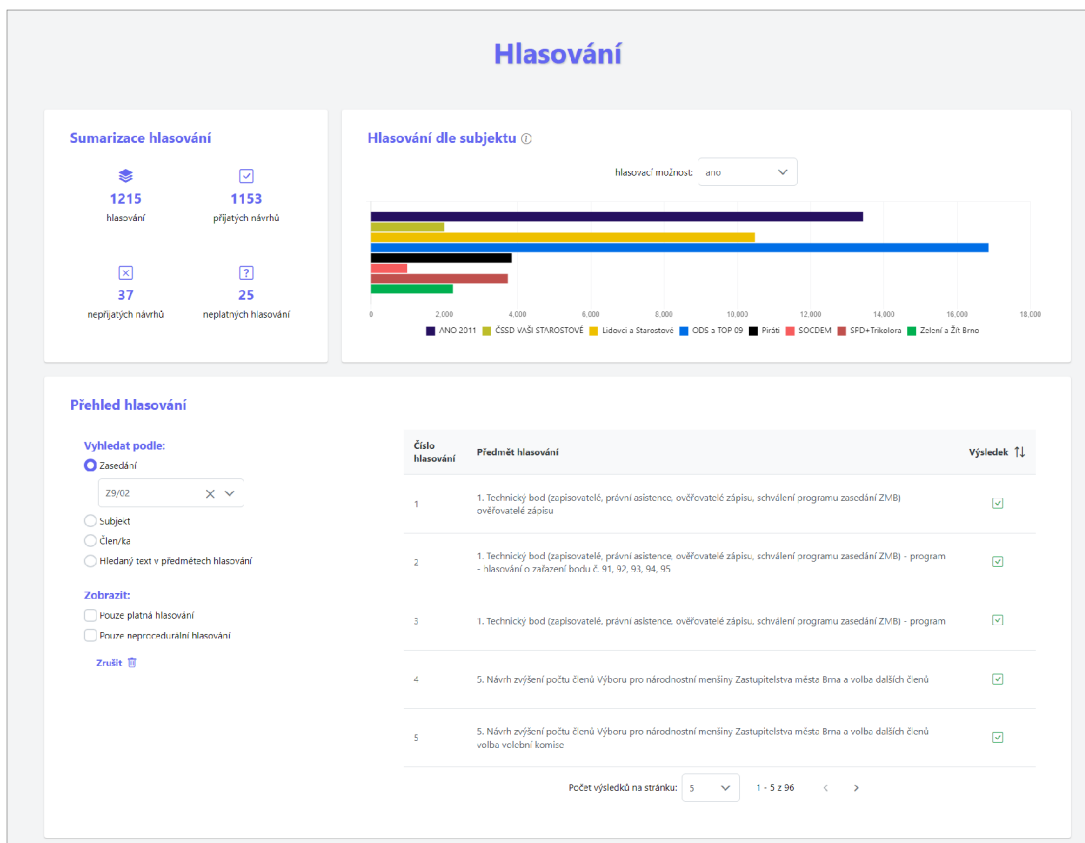 Hlasování
Sumarizace hlasování
1215
hlasování
1153
přijatých návrhů
37
nepřijatých návrhů
25
neplatných hlasování
Hlasování dle subjektu
hlasovací možnost: ano
0 2.000 4.000 6.000 8.000 10.000 12.000 14.000 16.000 18.000
ANO 2011 ČSSD VAŠI STAROSTOVÉ Lidovci a Starostové ODS a TOP 09 Piráti SOCDEM SPD+Trikolora Zelení a Žít Brno
Přehled hlasování
Vyhledat podle:
Zasedání
Z9/02
Subjekt
Člen/ka
Hledaný text v předmětech hlasování
Zobrazit:
Pouze platná hlasování
Pouze neprocedurální hlasování
Zrušit
Číslo
hlasování
Předmět hlasování
Výsledek
1
1. Technický bod (zapisovatelé, právní asistence, ověřovatelé zápisu, schválení programu zasedání ZMB)
ověřovatelé zápisu
2
1. Technický bod (zapisovatelé, právní asistence, ověřovatelé zápisu, schválení programu zasedání ZMB) - program
- hlasování o zařazení bodu č. 91, 92, 93, 94, 95
3
1. Technický bod (zapisovatelé, právní asistence, ověřovatelé zápisu, schválení programu zasedání ZMB) - program
4
5. Návrh zvýšení počtu členů Výboru pro národnostní menšiny Zastupitelstva města Brna a volba dalších členů
5
5. Návrh zvýšení počtu členů Výboru pro národnostní menšiny Zastupitelstva města Brna a volba dalších členů
volba volební komise
Počet výsledků na stránku: 5 1 - 5 z 96